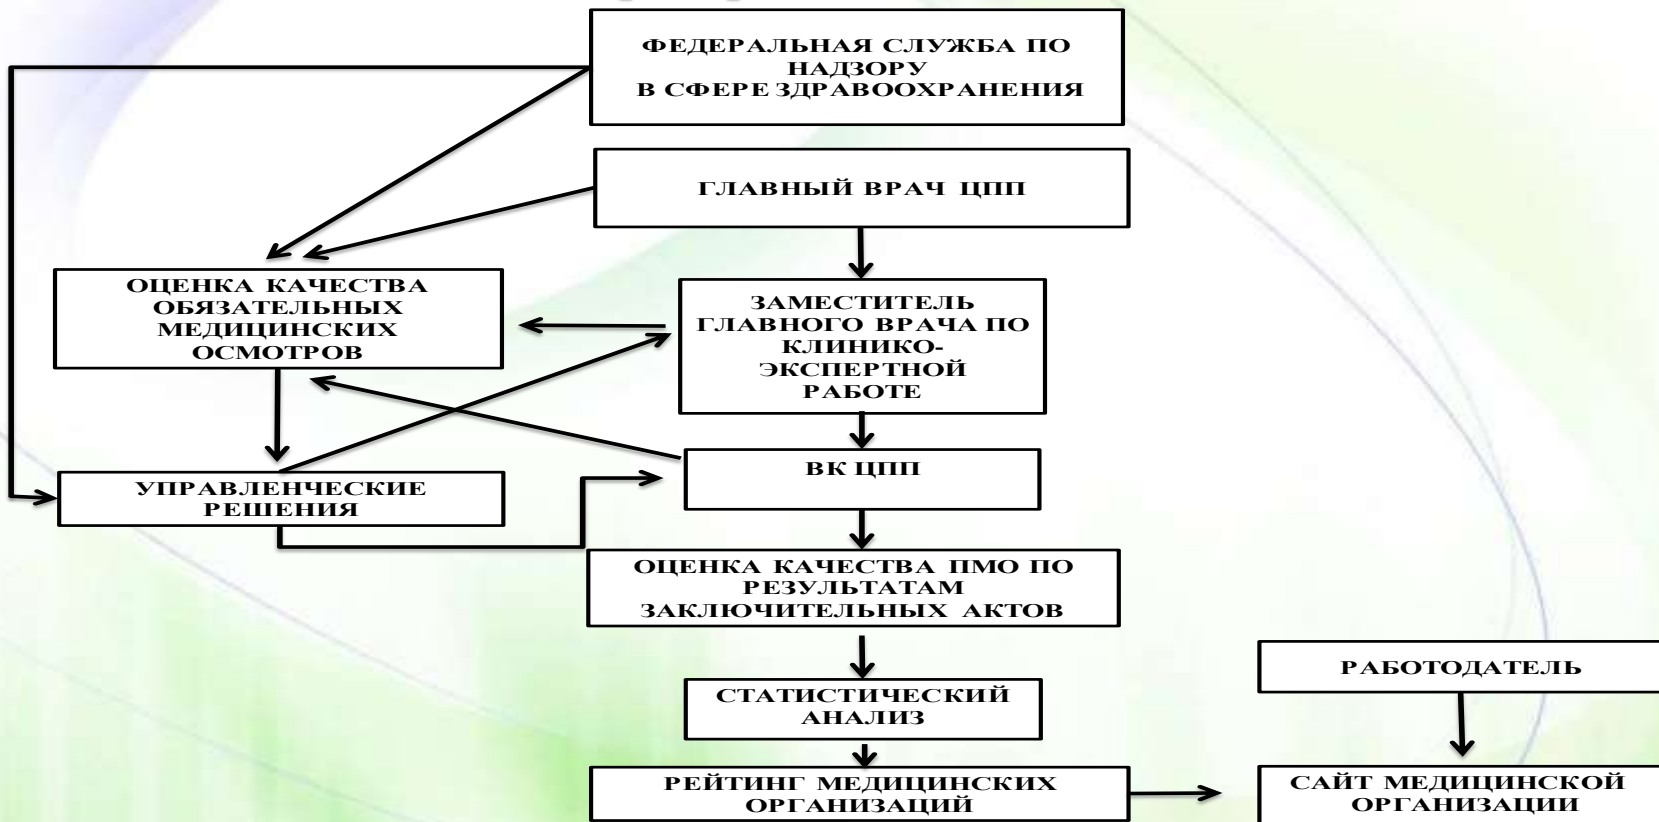 ФЕДЕРАЛЬНАЯ СЛУЖБА ПО
НАДЗОРУ
В СФЕРЕ ЗДРАВООХРАНЕНИЯ
ГЛАВНЫЙ ВРАЧ ЦПП
ОЦЕНКА КАЧЕСТВА
ОБЯЗАТЕЛЬНЫХ
МЕДИЦИНСКИХ
ОСМОТРОВ
ЗАМЕСТИТЕЛЬ
ГЛАВНОГО ВРАЧА ПО
КЛИНИКО-
ЭКСПЕРТНОЙ
РАБОТЕ
УПРАВЛЕНЧЕСКИЕ
РЕШЕНИЯ
ВК ЦПП
ОЦЕНКА КАЧЕСТВА ПМО ПО
РЕЗУЛЬТАТАМ
ЗАКЛЮЧИТЕЛЬНЫХ АКТОВ
СТАТИСТИЧЕСКИЙ
АНАЛИЗ
РАБОТОДАТЕЛЬ
РЕЙТИНГ МЕДИЦИНСКИХ
ОРГАНИЗАЦИЙ
САЙТ МЕДИЦИНСКОЙ
ОРГАНИЗАЦИИ